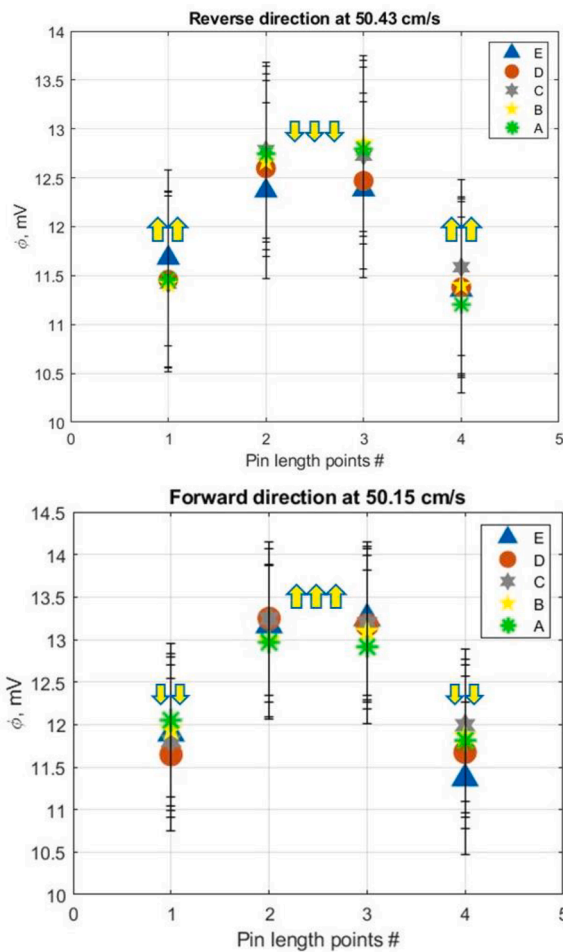 Reverse direction at 50.43 cm/s
14
13.5
13
12.5
12
11.5
11
10.5
10
ϕ, mV
0 1 2 3 4 5
Pin length points #
E
D
C
B
A
Forward direction at 50.15 cm/s
14.5
14
13.5
13
12.5
12
11.5
11
10.5
10
ϕ, mV
0 1 2 3 4 5
Pin length points #
E
D
C
B
A